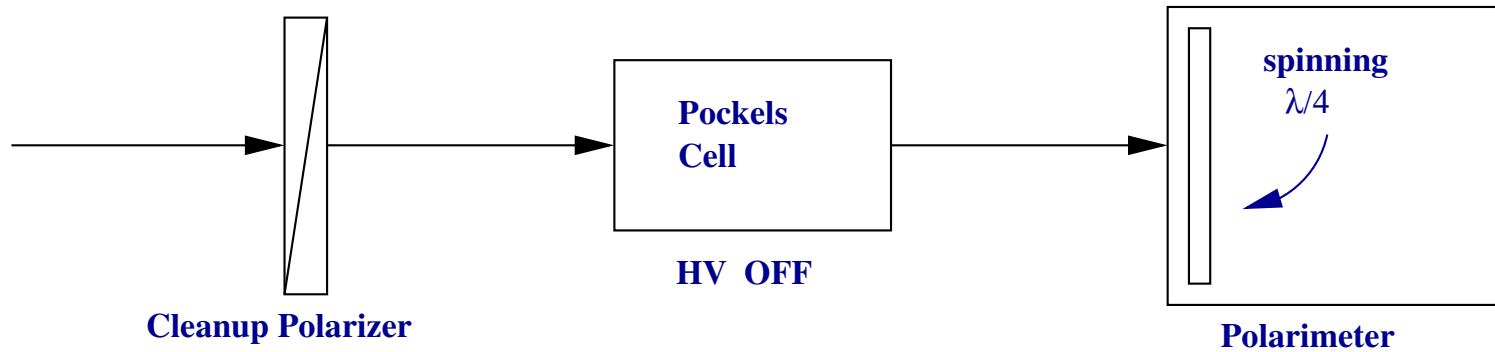 Cleanup Polarizer
Pockels
Cell
HV OFF
spinning
λ/4
Polarimeter